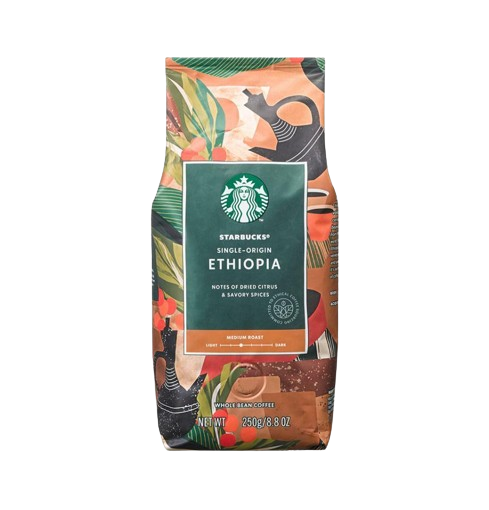 STARBUCKS®
SINGLE-ORIGIN
ETHIOPIA
NOTES OF DRIED CITRUS
& SAVORY SPICES
MEDIUM ROAST
LIGHT DARK
WHOLE BEAN COFFEE
NET WT 250g/8.8 OZ